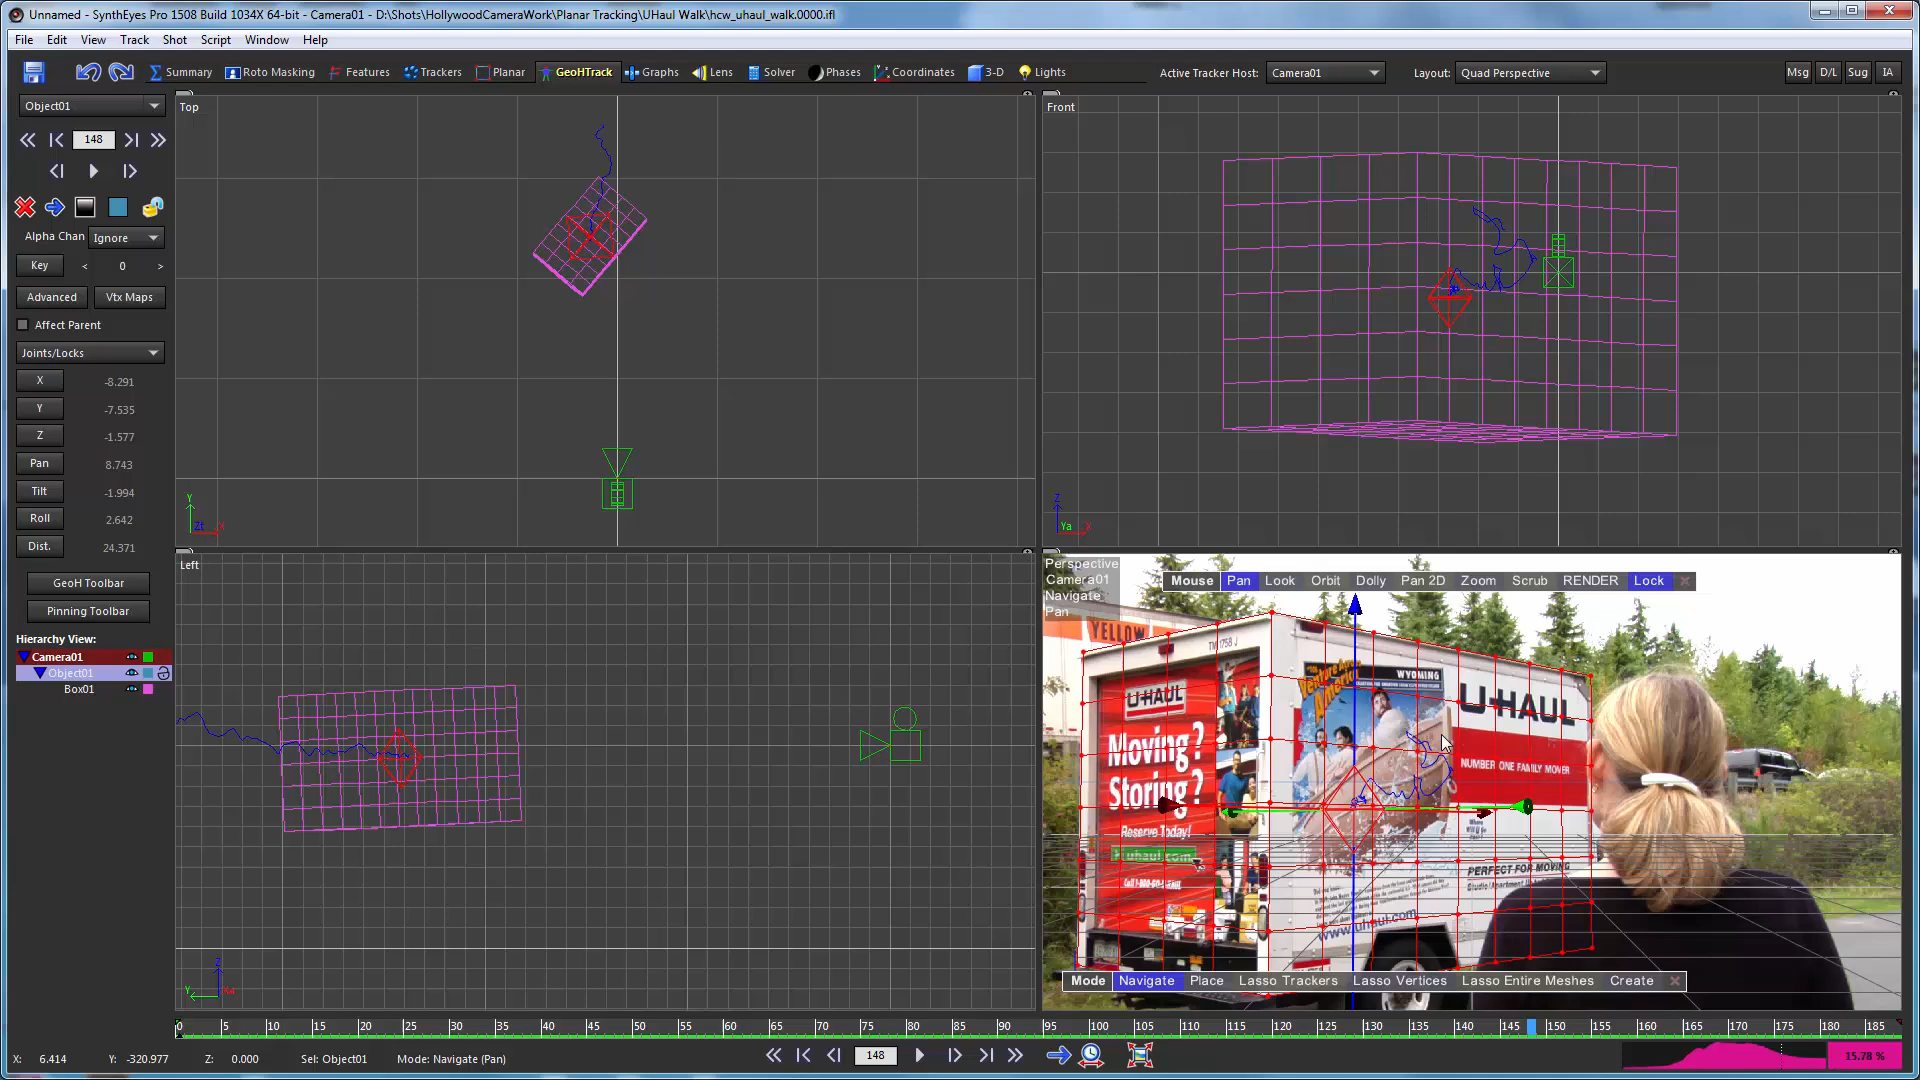 Unnamed - SynthEyes Pro 1508 Build 1034X 64-bit - Camera01 - D:\Shots\HollywoodCameraWork\Planar Tracking\UHaul Walk\hcw_uhaul_walk.0000.ifl
File Edit View Track Shot Script Window Help
Summary Roto Masking Features Trackers Planar GeoHTrack Graphs Lens Solver Phases Coordinates 3-D Lights Active Tracker Host: Camera01 Layout: Quad Perspective Msg D/L Sug IA
Object01
148
Alpha Chan Ignore
Key < 0 >
Advanced Vtx Maps
Affect Parent
Joints/Locks
X -8.291
Y -7.535
Z -1.577
Pan 8.743
Tilt -1.994
Roll 2.642
Dist. 24.371
GeoH Toolbar
Pinning Toolbar
Hierarchy View:
Camera01
Object01
Box01
Top
Y
Zt X
Front
Z
Ya X
Left
Z
Y
Perspective
Camera01
Navigate
Pan
Mouse Pan Look Orbit Dolly Pan 2D Zoom Scrub RENDER Lock
YELLOW
U-HAUL
Moving?
Storing?
Reserve Today!
uhaul.com
WYOMING
U-HAUL
NUMBER ONE FAMILY MOVER
PERFECT FOR MOVING
www.uhaul.com
Mode Navigate Place Lasso Trackers Lasso Vertices Lasso Entire Meshes Create
0 5 10 15 20 25 30 35 40 45 50 55 60 65 70 75 80 85 90 95 100 105 110 115 120 125 130 135 140 145 150 155 160 165 170 175 180 185
X: 6.414 Y: -320.977 Z: 0.000 Sel: Object01 Mode: Navigate (Pan) 148 15.78 %